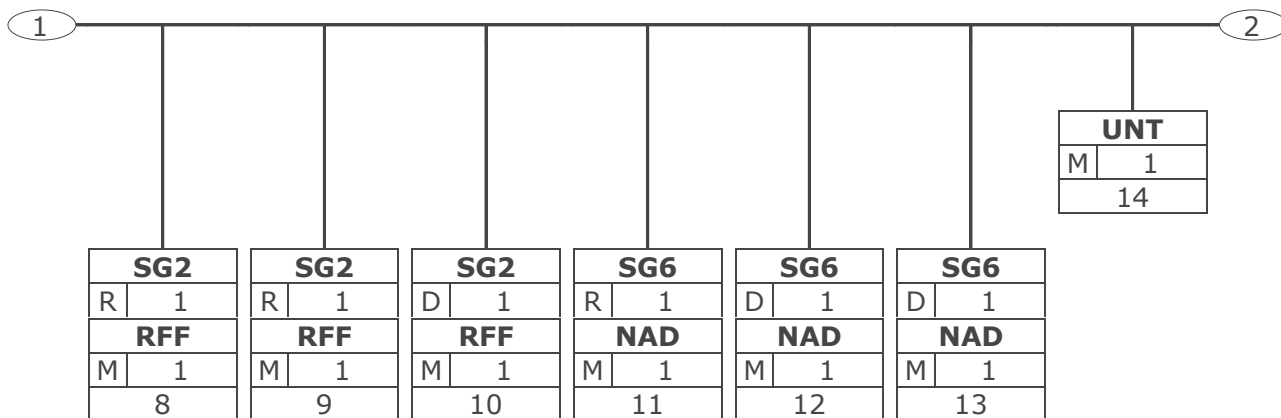 1 2
UNT
M 1
14
SG2 SG2 SG2 SG6 SG6 SG6
R 1 R 1 D 1 R 1 D 1 D 1
RFF RFF RFF NAD NAD NAD
M 1 M 1 M 1 M 1 M 1 M 1
8 9 10 11 12 13